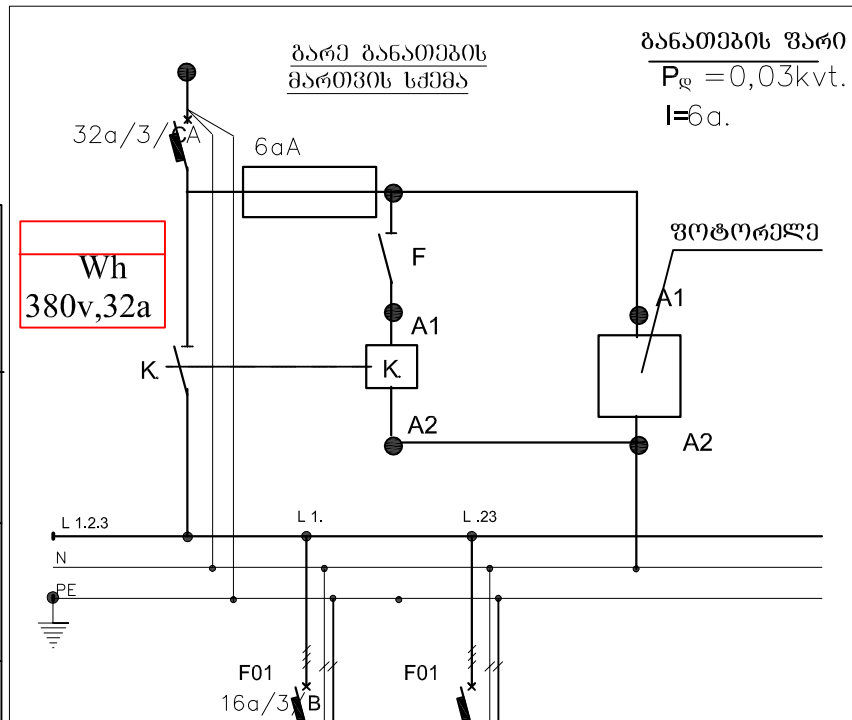 გარე განათების
მართვის სქემა
განათების ფარი
Pდ =0,03kvt.
I=6a.
32a/3/CA
6aA
ფოტორელე
F
Wh
380v,32a
A1
A1
K.
K.
A2
A2
L 1.2.3
L 1.
L .23
N
PE
F01
F01
16a/3/B